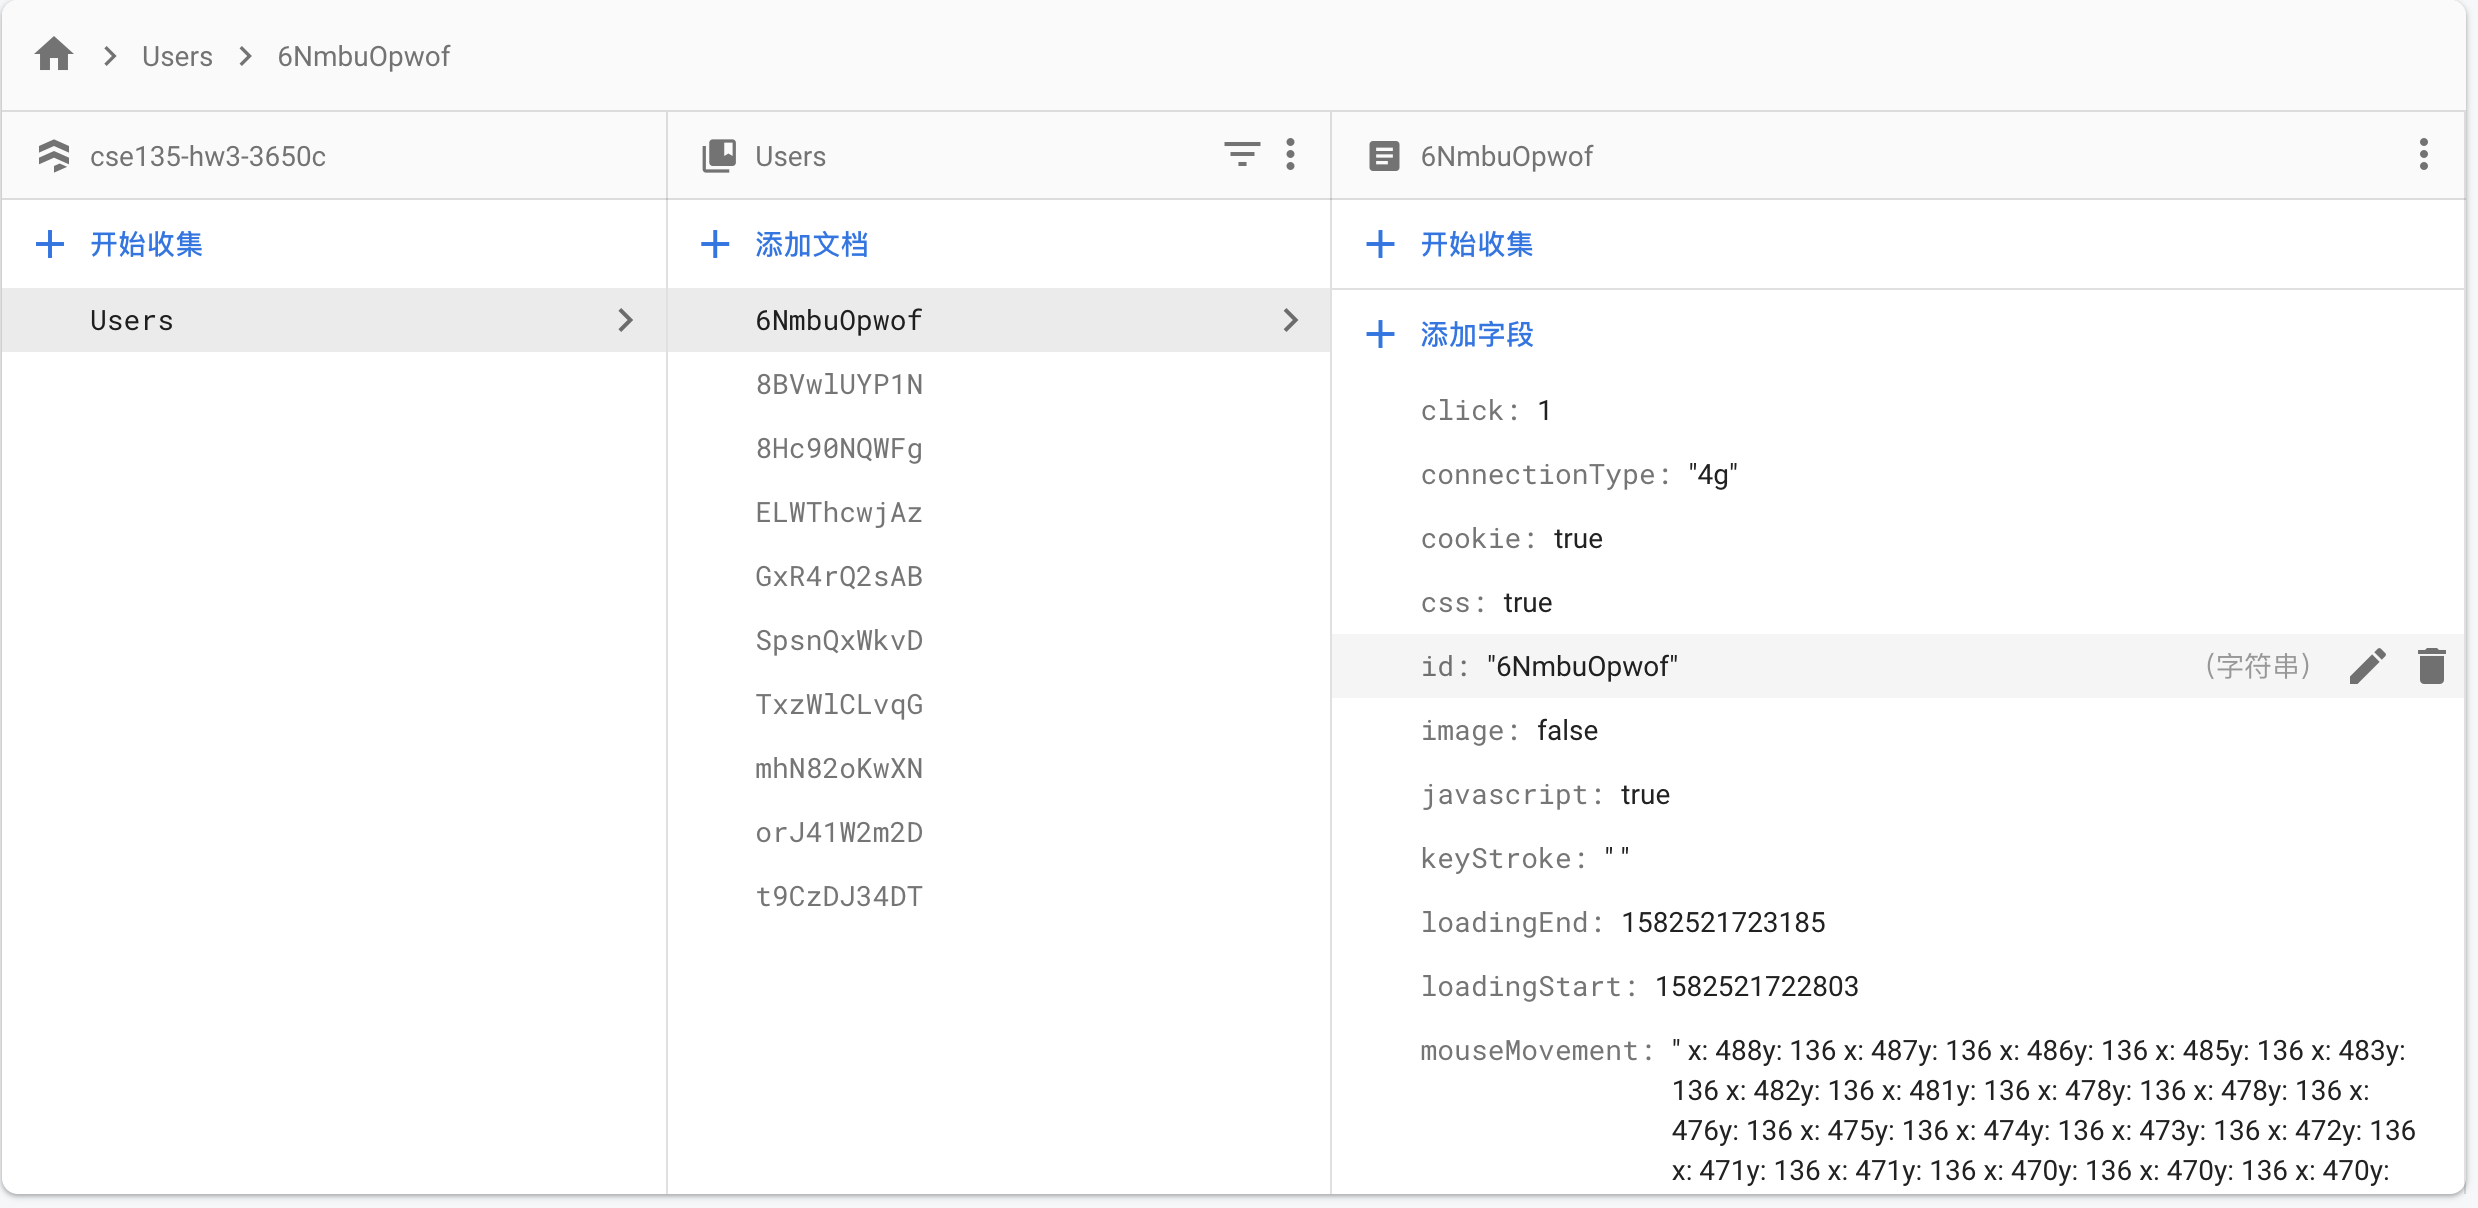 Users
6NmbuOpwof
cse135-hw3-3650c
Users
6NmbuOpwof
开始收集
添加文档
开始收集
Users
6NmbuOpwof
8BVwlUYP1N
8Hc90NQWFg
ELWThcwjAz
GxR4rQ2sAB
SpsnQxWkvD
TxzWlCLvqG
mhN82oKwXN
orJ41W2m2D
t9CzDJ34DT
添加字段
click: 1
connectionType: "4g"
cookie: true
css: true
id: "6NmbuOpwof" (字符串)
image: false
javascript: true
keyStroke: " "
loadingEnd: 1582521723185
loadingStart: 1582521722803
mouseMovement: " x: 488y: 136 x: 487y: 136 x: 486y: 136 x: 485y: 136 x: 483y:
136 x: 482y: 136 x: 481y: 136 x: 478y: 136 x: 478y: 136 x:
476y: 136 x: 475y: 136 x: 474y: 136 x: 473y: 136 x: 472y: 136
x: 471y: 136 x: 471y: 136 x: 470y: 136 x: 470y: 136 x: 470y: